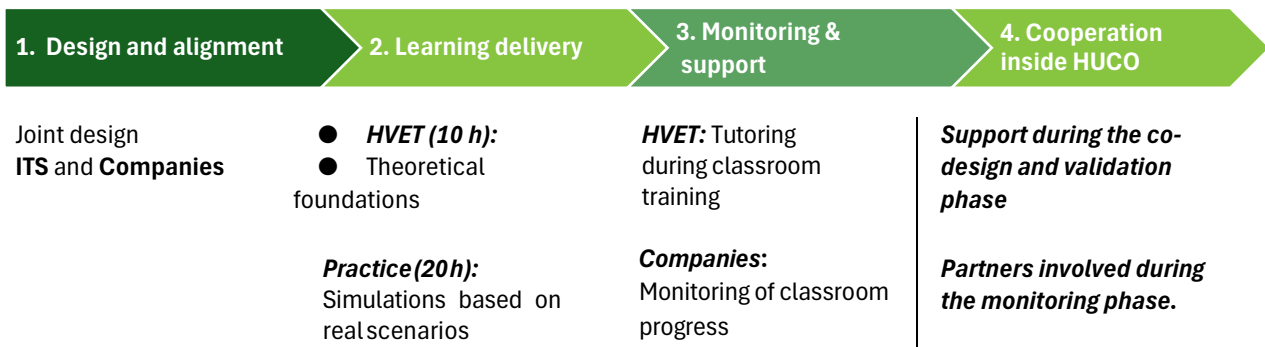 1. Design and alignment
2. Learning delivery
3. Monitoring &
support
4. Cooperation
inside HUCO
Joint design
ITS and Companies
● HVET (10 h):
● Theoretical
foundations
Practice (20h):
Simulations based on
real scenarios
HVET: Tutoring
during classroom
training
Companies:
Monitoring of classroom
progress
Support during the co-
design and validation
phase
Partners involved during
the monitoring phase.